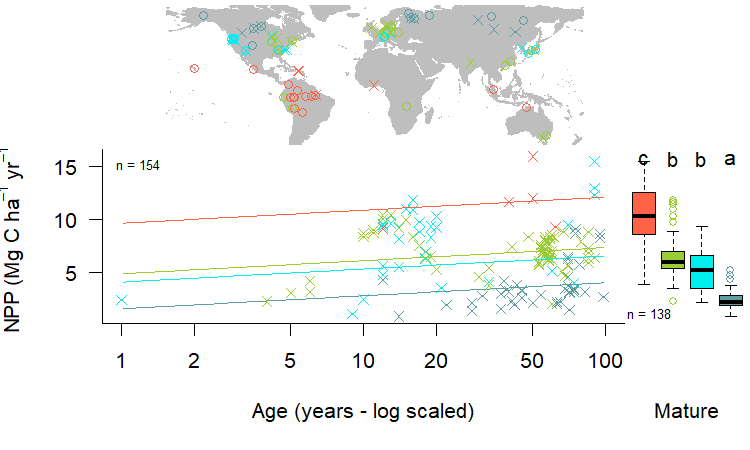 c b b a
n = 154
15
10
5
NPP (Mg C ha⁻¹ yr⁻¹
n = 138
1 2 5 10 20 50 100
Age (years - log scaled)
Mature